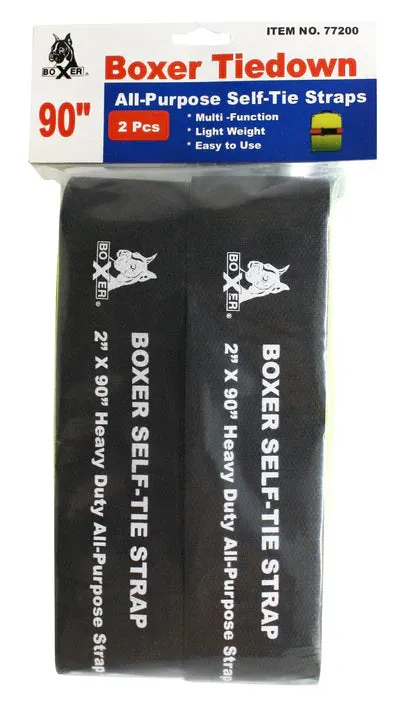 ITEM NO. 77200
BOXER®
Boxer Tiedown
90"
All-Purpose Self-Tie Straps
2 Pcs
* Multi -Function
* Light Weight
* Easy to Use
BOXER®
BOXER SELF-TIE STRAP
2" X 90" Heavy Duty All-Purpose Strap
BOXER®
BOXER SELF-TIE STRAP
2" X 90" Heavy Duty All-Purpose Strap